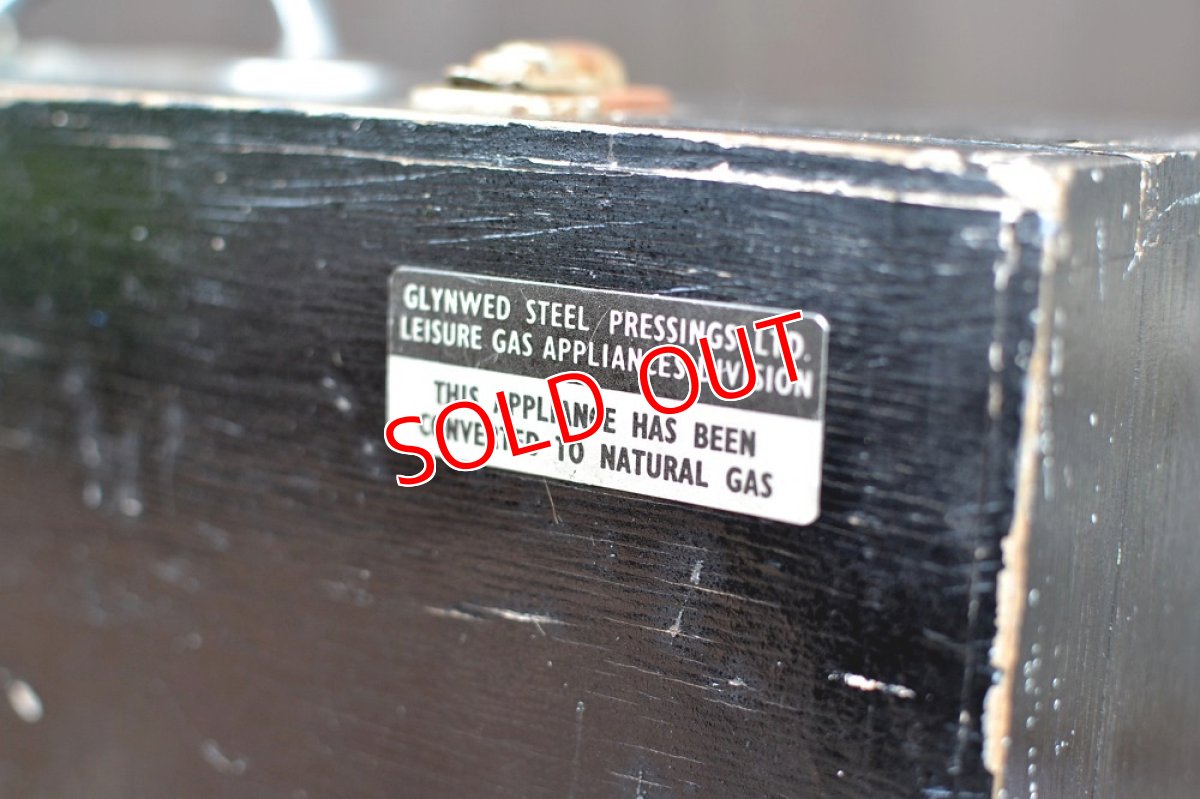 GLYNWED STEEL PRESSINGS LTD.
LEISURE GAS APPLIANCES DIVISION
THIS APPLIANCE HAS BEEN
CONVERTED TO NATURAL GAS
SOLD OUT